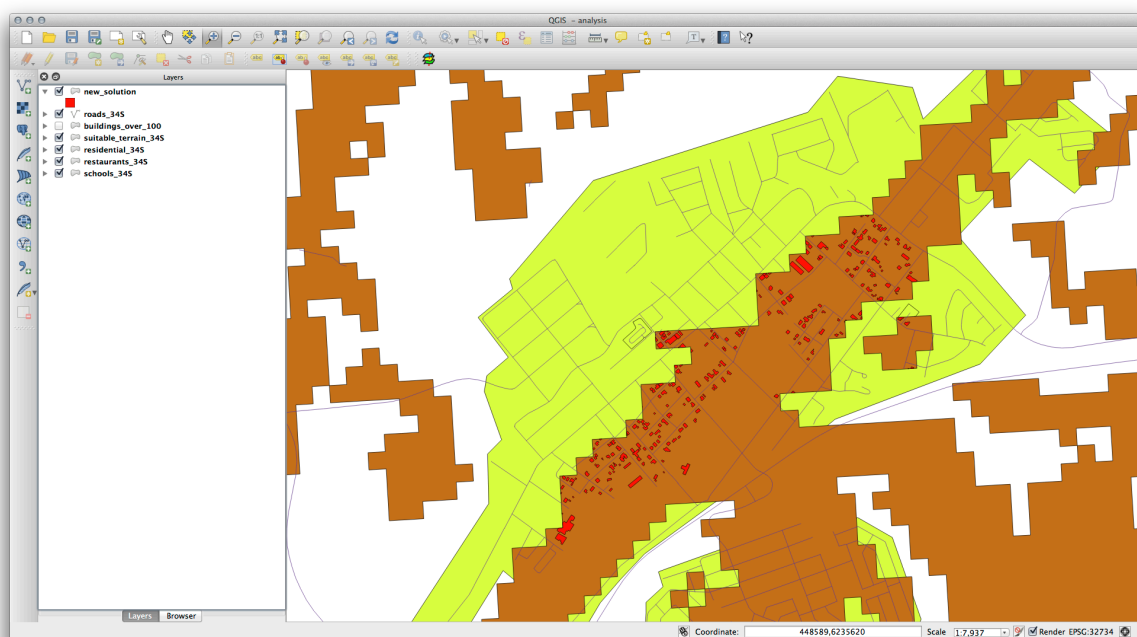 QGIS - analysis
Layers
new_solution
roads_34S
buildings_over_100
suitable_terrain_34S
residential_34S
restaurants_34S
schools_34S
Layers
Browser
Coordinate:
448589,6235620
Scale
1:7,937
Render
EPSG:32734